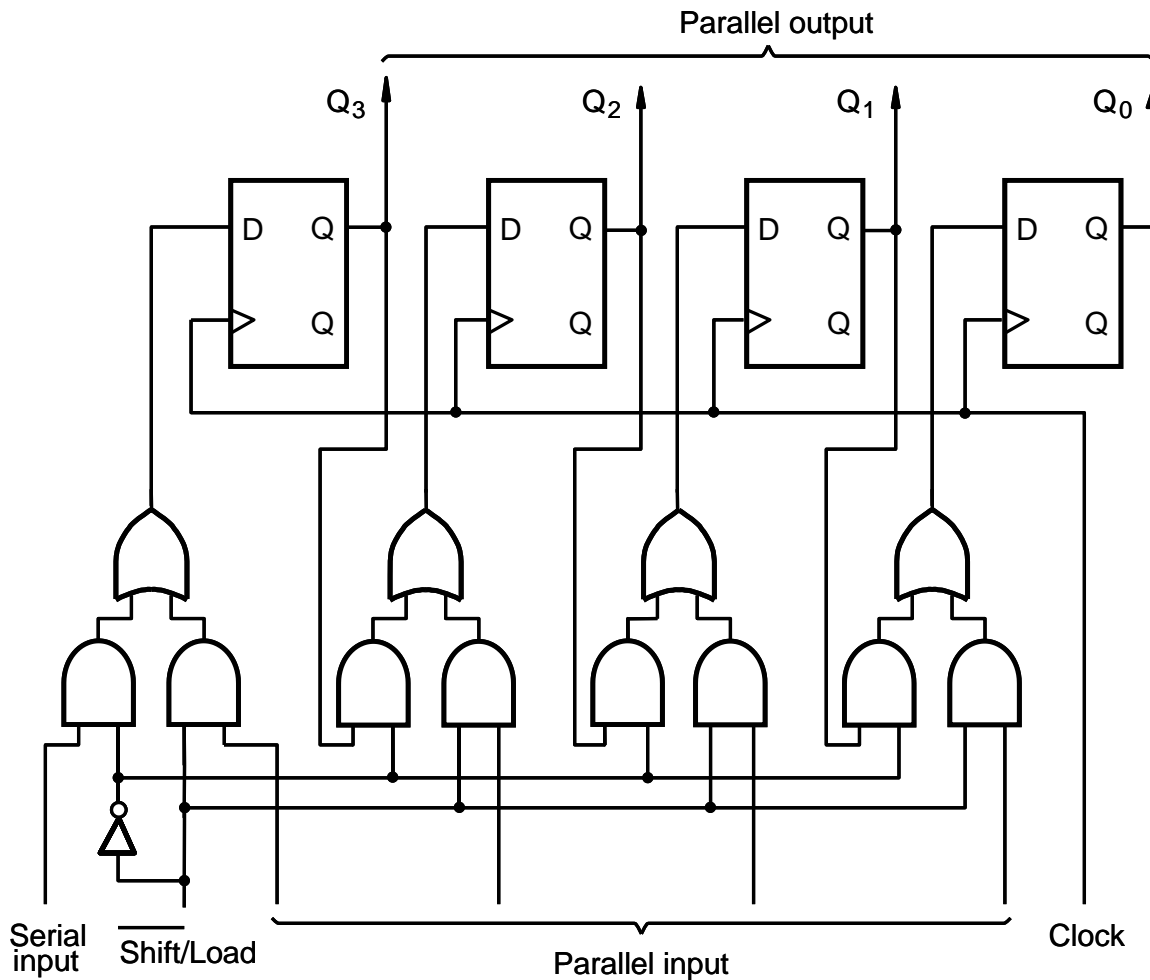 Parallel output
Q3 Q2 Q1 Q0
D Q D Q D Q D Q
Q Q Q Q
Serial input
Shift/Load
Parallel input
Clock